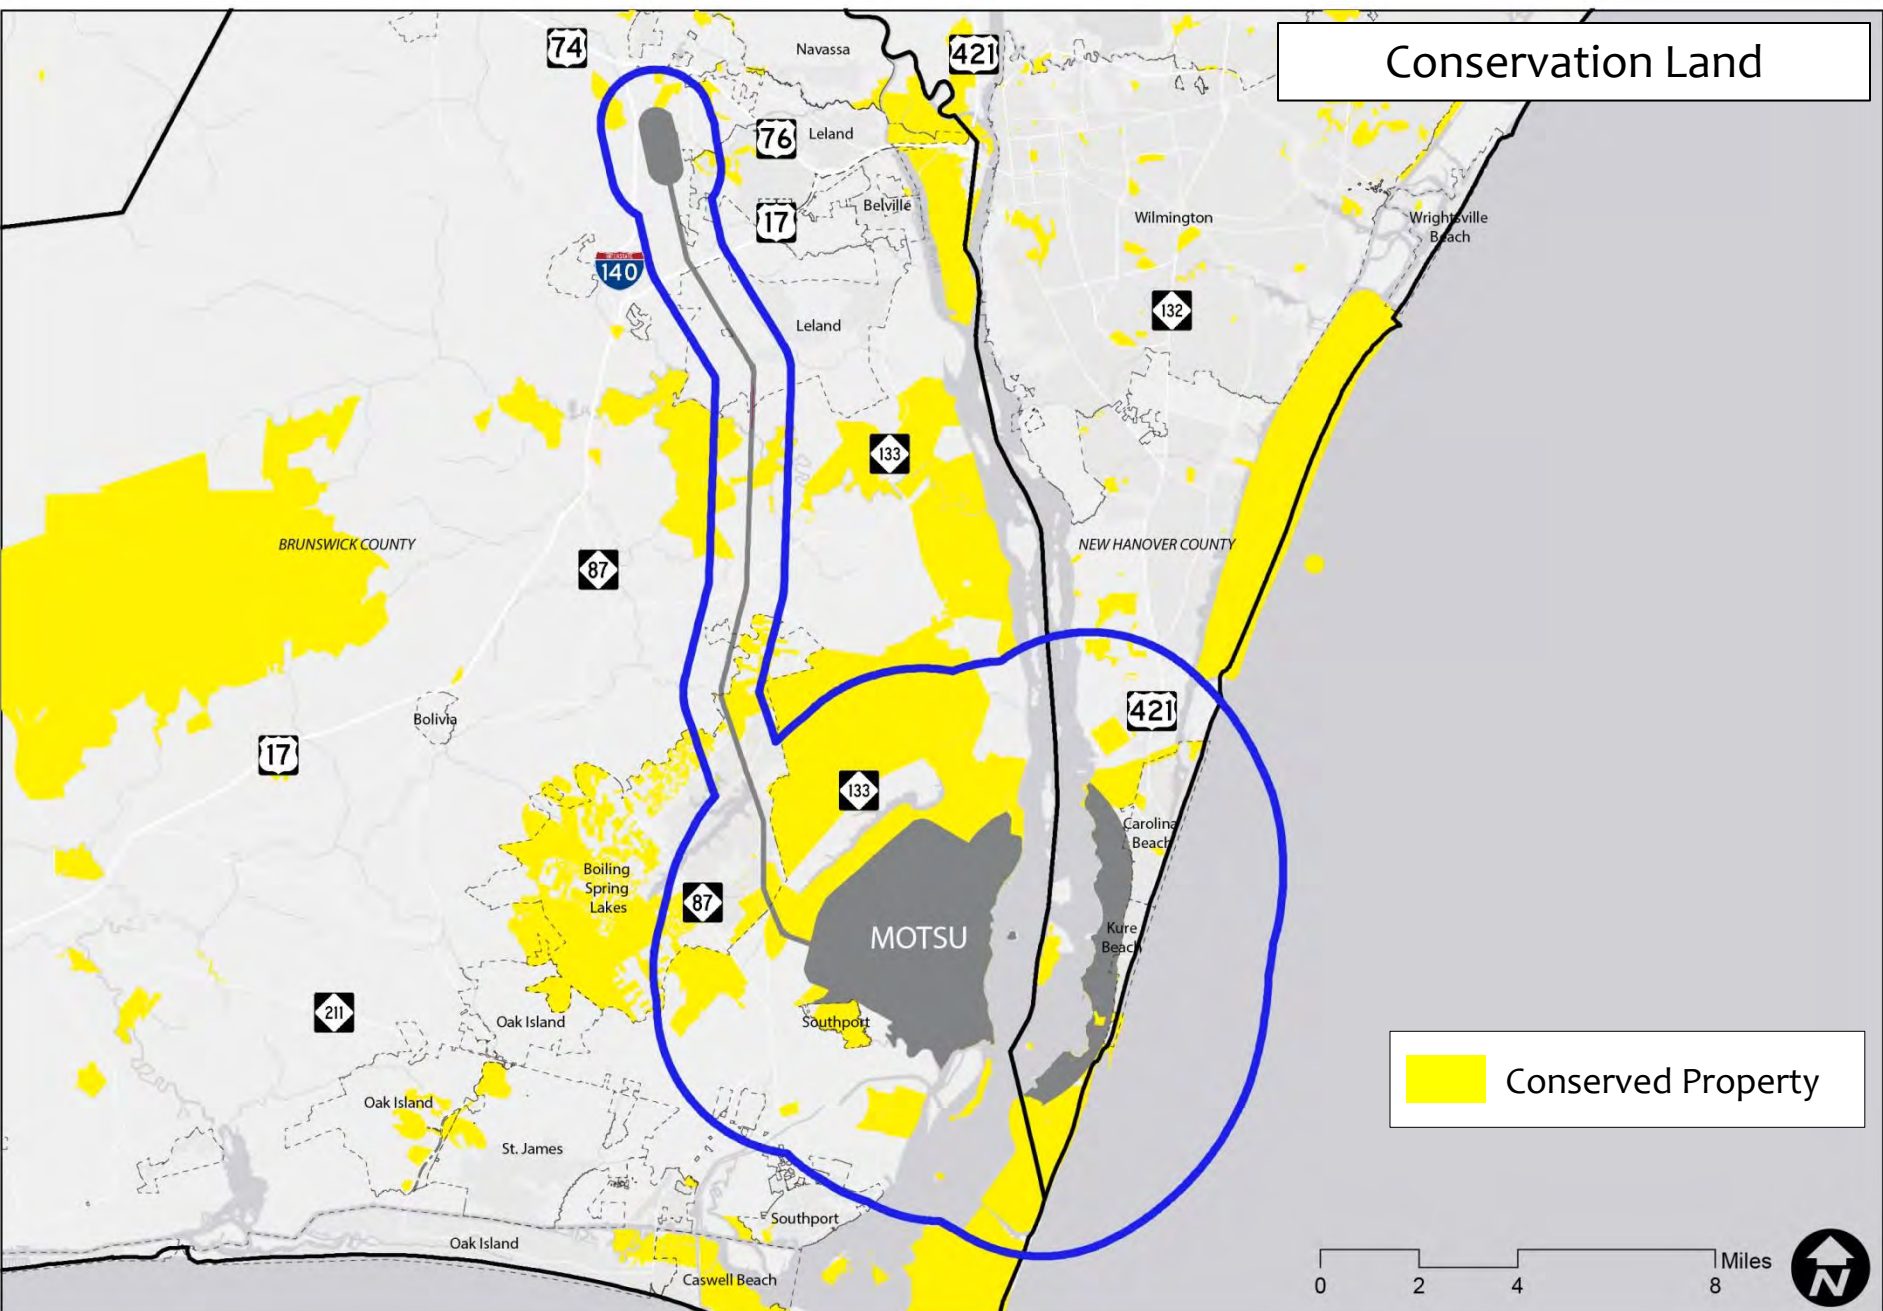 Conservation Land
74
Navassa
421
76
Leland
17
Belville
Wilmington
Wrightsville
Beach
140
132
Leland
133
BRUNSWICK COUNTY
NEW HANOVER COUNTY
87
Bolivia
421
17
133
Carolina
Beach
Boiling
Spring
Lakes
87
MOTSU
Kure
Beach
211
Oak Island
Southport
Conserved Property
Oak Island
St. James
Southport
Oak Island
Caswell Beach
Miles
0 2 4 8
N